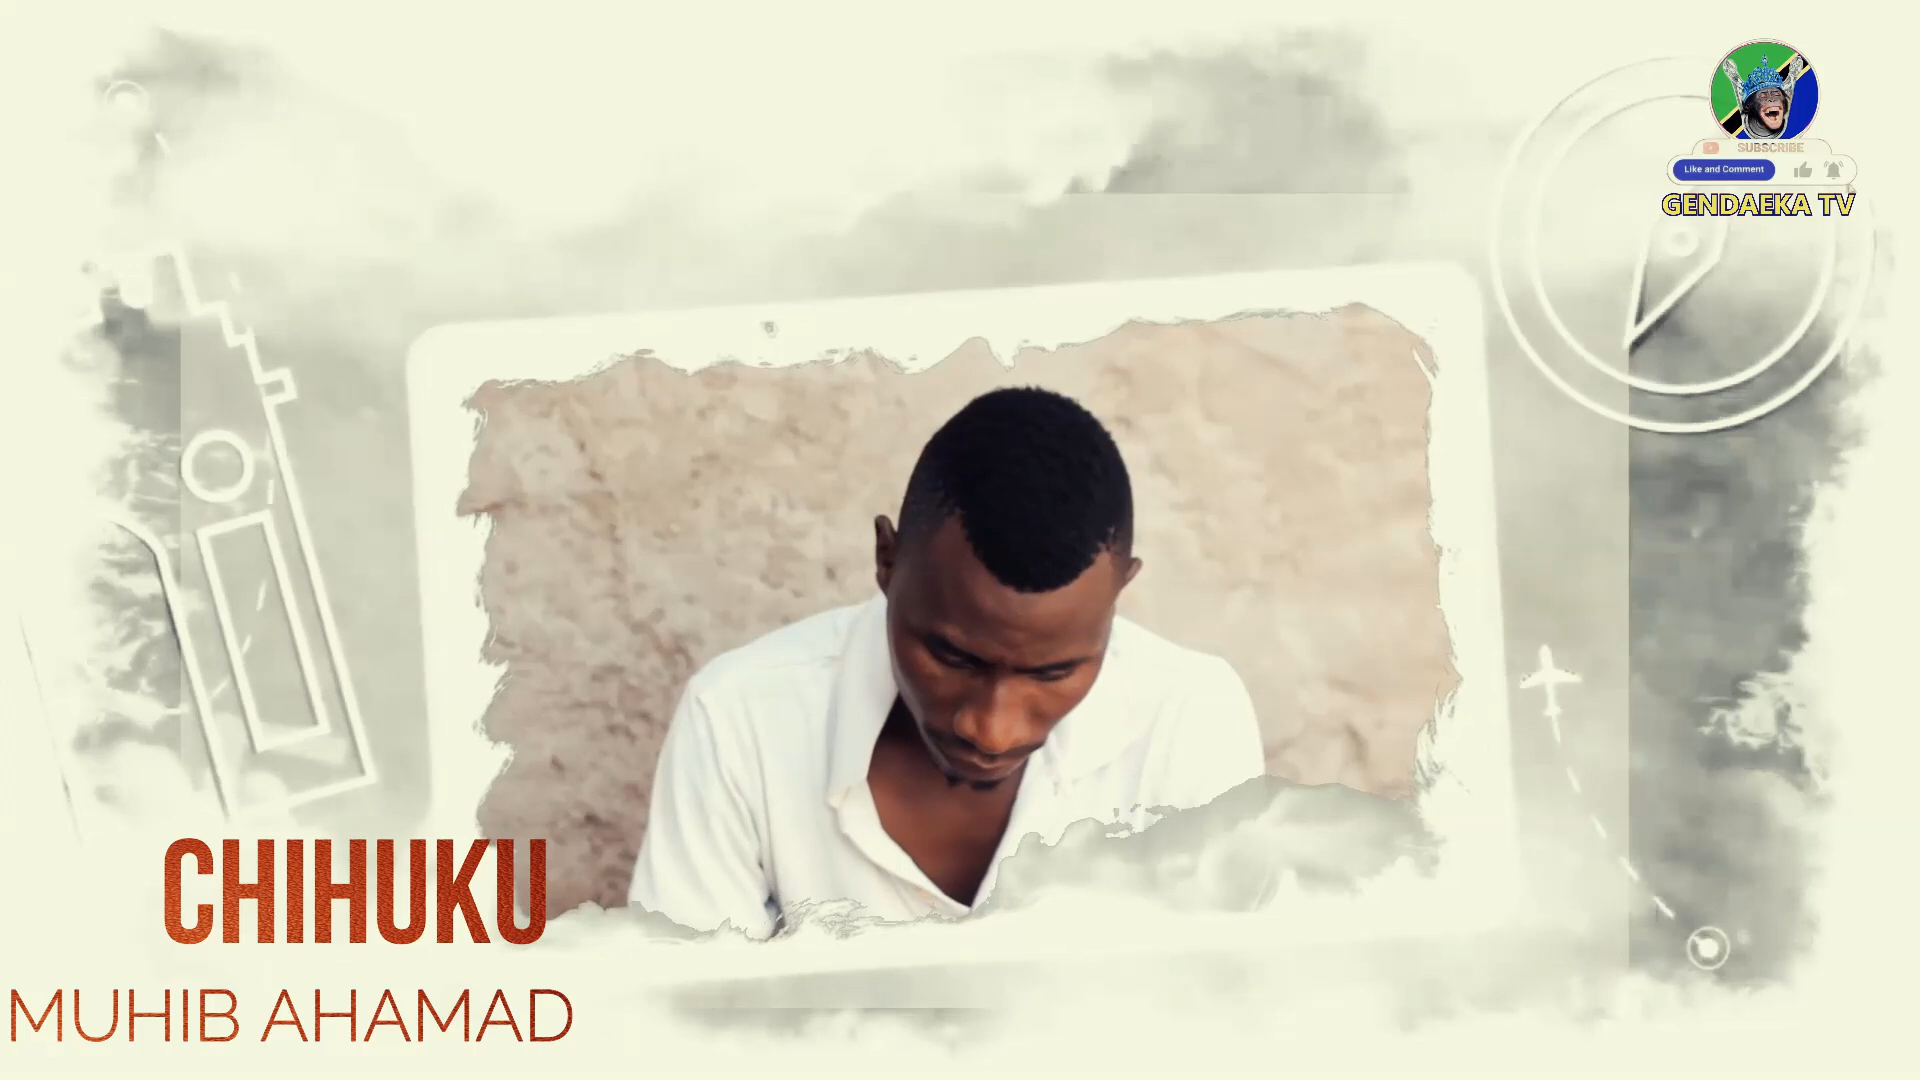 SUBSCRIBE
Like and Comment
GENDAEKA TV
CHIHUKU
MUHIB AHAMAD